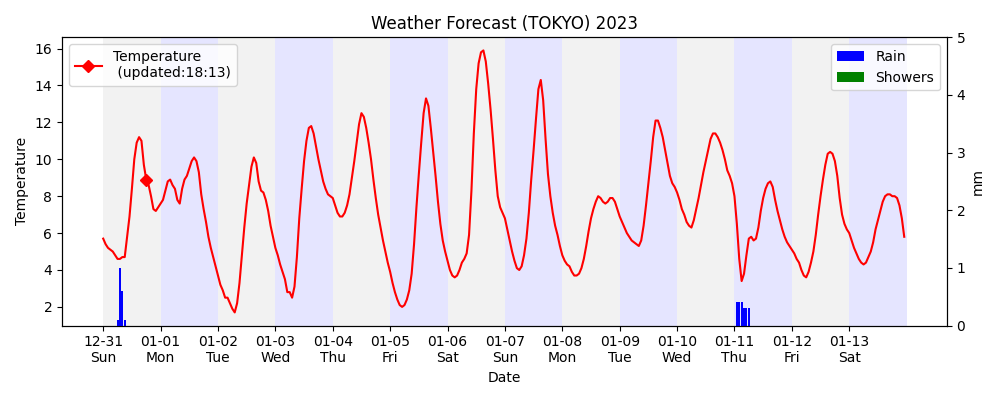 Weather Forecast (TOKYO) 2023
Temperature
(updated:18:13)
Rain
Showers
Temperature
16
14
12
10
8
6
4
2
5
4
3
2
1
0
mm
12-31 01-01 01-02 01-03 01-04 01-05 01-06 01-07 01-08 01-09 01-10 01-11 01-12 01-13
Sun Mon Tue Wed Thu Fri Sat Sun Mon Tue Wed Thu Fri Sat
Date